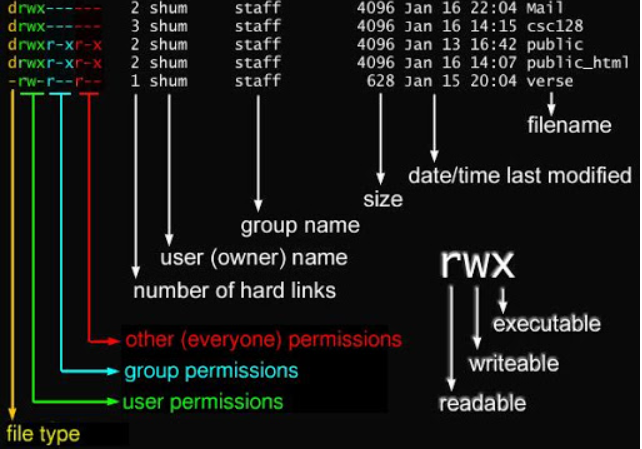 drwx------ 2 shum staff 4096 Jan 16 22:04 Mail
drwx------ 3 shum staff 4096 Jan 16 14:15 csc128
drwxr-xr-x 2 shum staff 4096 Jan 13 16:42 public
drwxr-xr-x 2 shum staff 4096 Jan 16 14:07 public_html
-rw-r--r-- 1 shum staff 628 Jan 15 20:04 verse
filename
date/time last modified
size
group name
user (owner) name
number of hard links
rwx
executable
writeable
readable
other (everyone) permissions
group permissions
user permissions
file type